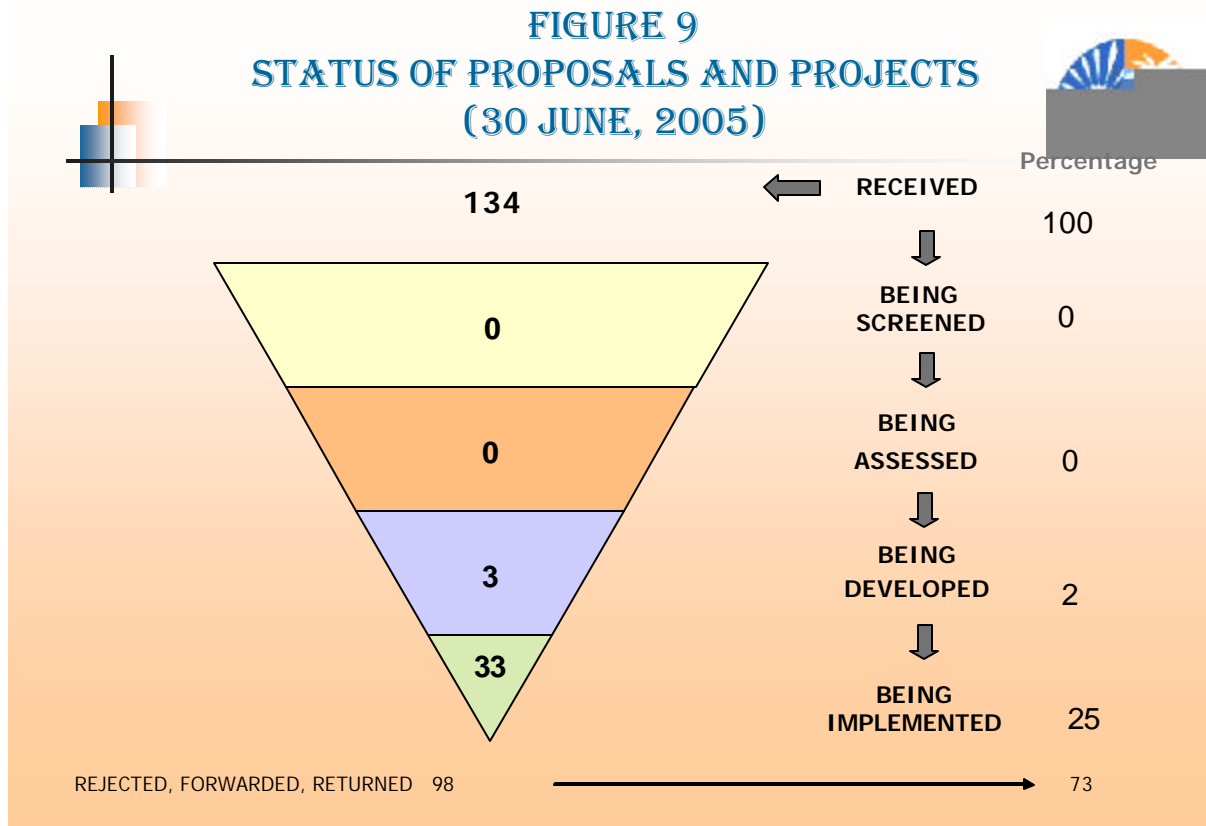 FIGURE 9
STATUS OF PROPOSALS AND PROJECTS
(30 JUNE, 2005)
Percentage
134
RECEIVED
100
0
BEING
SCREENED
0
0
BEING
ASSESSED
0
3
BEING
DEVELOPED
2
33
BEING
IMPLEMENTED
25
REJECTED, FORWARDED, RETURNED 98
73